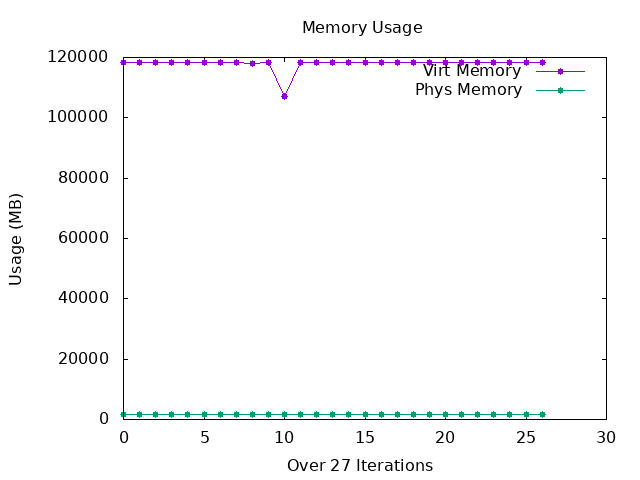 Memory Usage
120000
Virt Memory
Phys Memory
100000
80000
60000
40000
20000
0
Usage (MB)
0 5 10 15 20 25 30
Over 27 Iterations